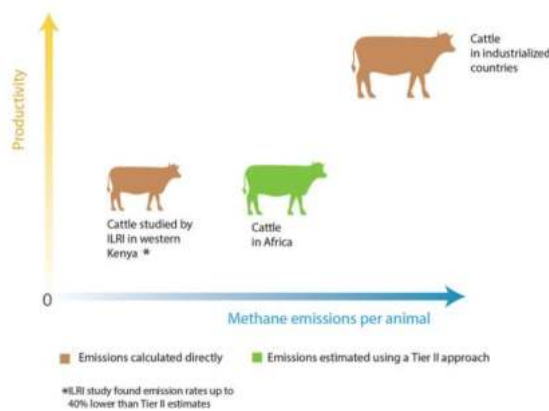 Productivity
Cattle
in industrialized
countries
Cattle studied by
ILRI in western
Kenya *
Cattle
in Africa
0
Methane emissions per animal
Emissions calculated directly
Emissions estimated using a Tier II approach
*ILRI study found emission rates up to
40% lower than Tier II estimates